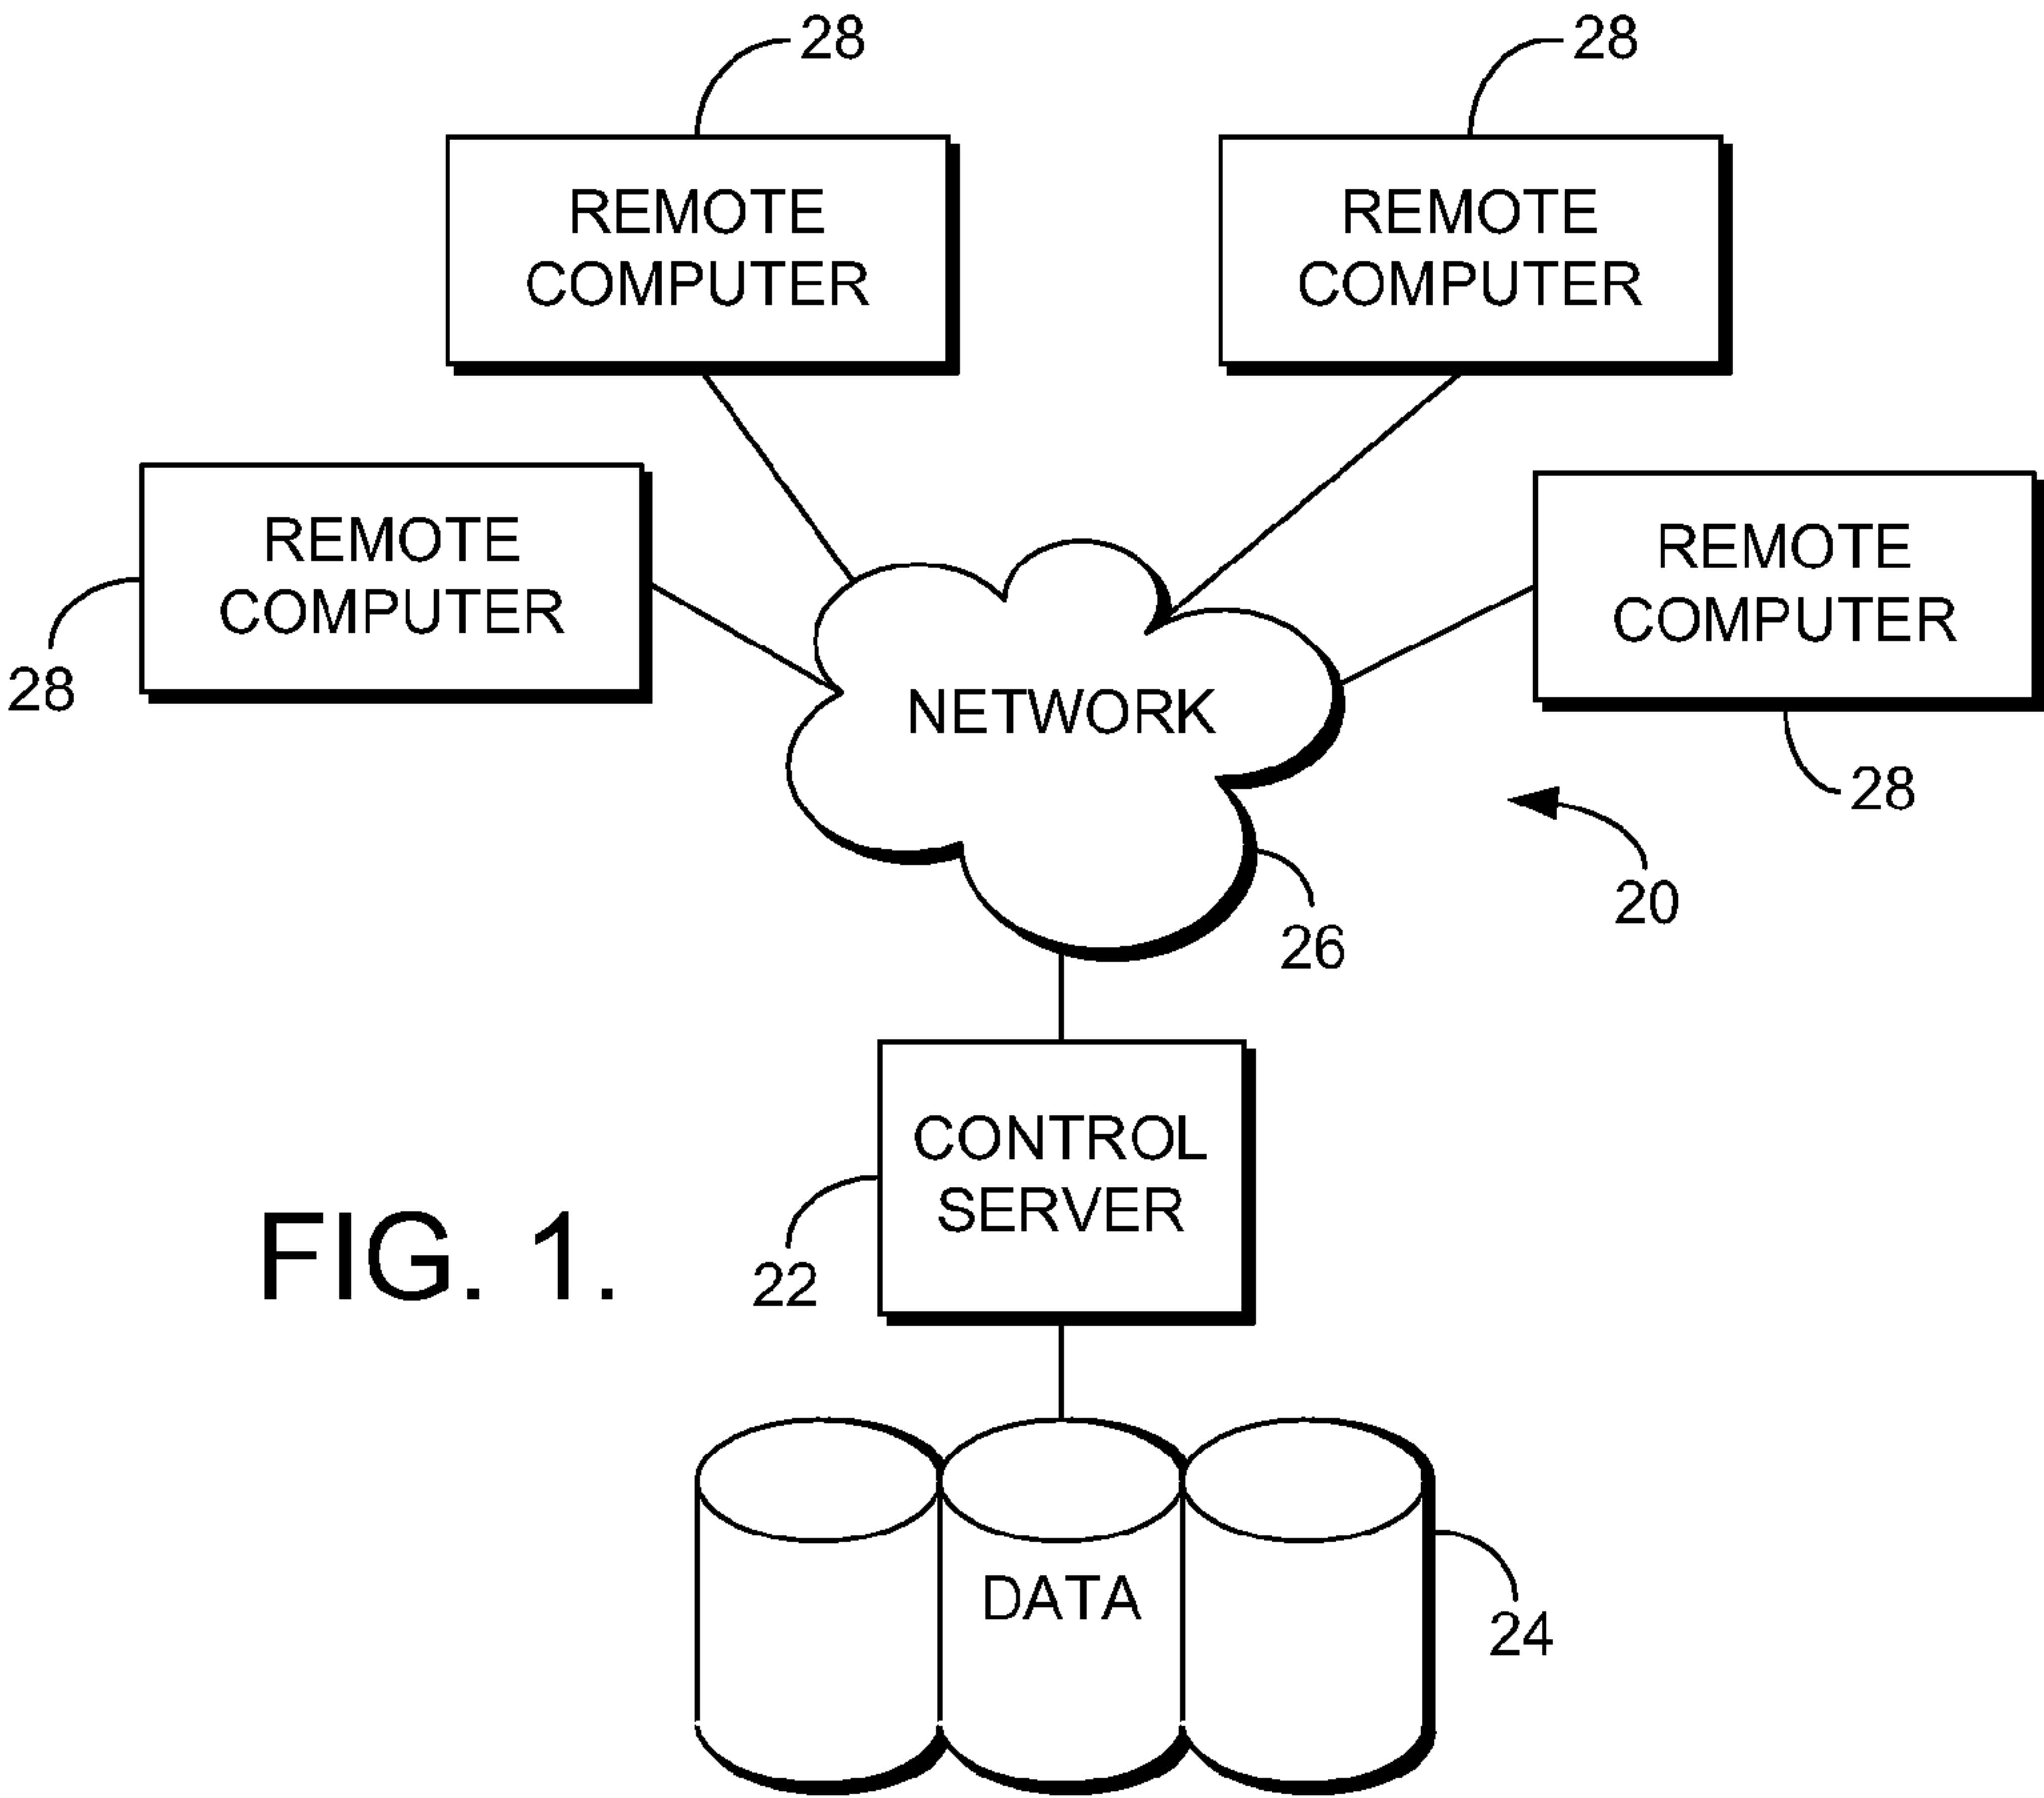 28
28
REMOTE
COMPUTER
REMOTE
COMPUTER
REMOTE
COMPUTER
REMOTE
COMPUTER
28
NETWORK
28
20
26
CONTROL
SERVER
FIG. 1.
22
DATA
24